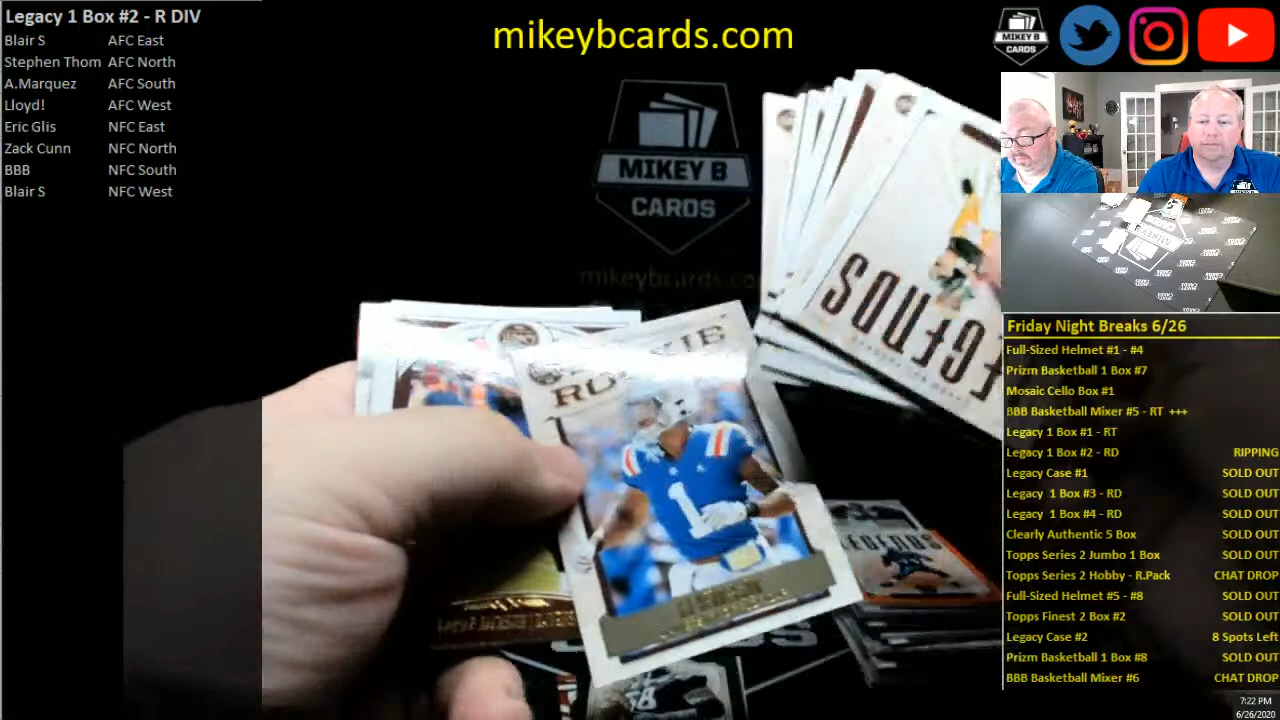 Legacy 1 Box #2 - R DIV
Blair S AFC East
Stephen Thom AFC North
A.Marquez AFC South
Lloyd! AFC West
Eric Glis NFC East
Zack Cunn NFC North
BBB NFC South
Blair S NFC West
mikeybcards.com
MIKEY B
CARDS
mikeybcards.co
1
LEGENDS
MIKEY B
CARDS
Friday Night Breaks 6/26
Full-Sized Helmet #1 - #4
Prizm Basketball 1 Box #7
Mosaic Cello Box #1
BBB Basketball Mixer #5 - RT +++
Legacy 1 Box #1 - RT
Legacy 1 Box #2 - RD RIPPING
Legacy Case #1 SOLD OUT
Legacy 1 Box #3 - RD SOLD OUT
Legacy 1 Box #4 - RD SOLD OUT
Clearly Authentic 5 Box SOLD OUT
Topps Series 2 Jumbo 1 Box SOLD OUT
Topps Series 2 Hobby - R.Pack CHAT DROP
Full-Sized Helmet #5 - #8 SOLD OUT
Topps Finest 2 Box #2 SOLD OUT
Legacy Case #2 8 Spots Left
Prizm Basketball 1 Box #8 SOLD OUT
BBB Basketball Mixer #6 CHAT DROP
7:22 PM
6/26/2020